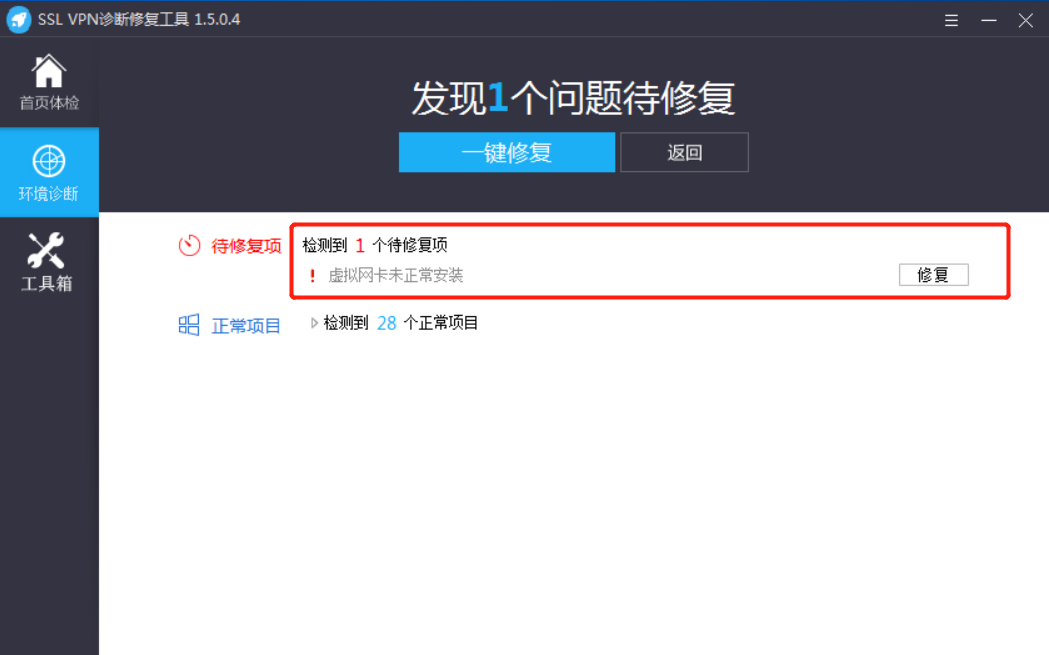 SSL VPN诊断修复工具 1.5.0.4
首页体检
环境诊断
工具箱
发现1个问题待修复
一键修复
返回
待修复项
检测到 1 个待修复项
! 虚拟网卡未正常安装
修复
正常项目
检测到 28 个正常项目